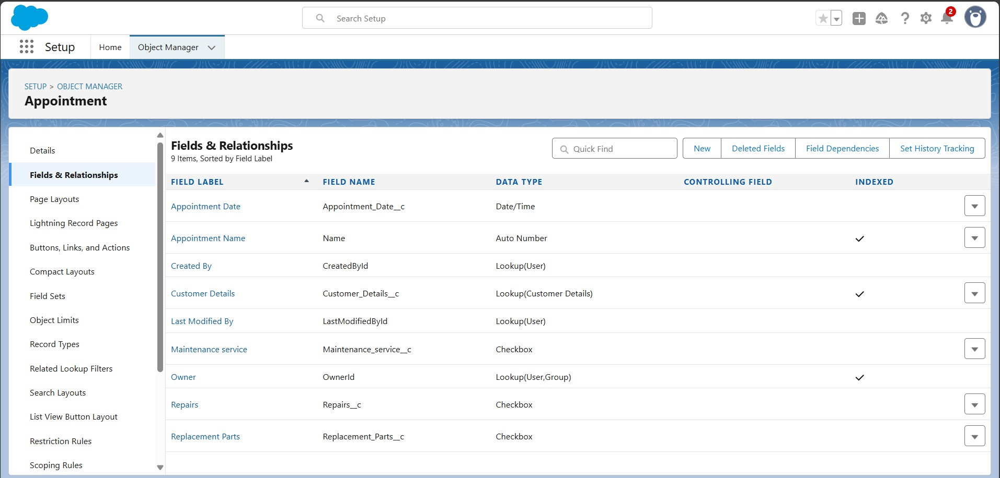 Search Setup
2
Setup
Home
Object Manager
SETUP > OBJECT MANAGER
Appointment
Details
Fields & Relationships
Page Layouts
Lightning Record Pages
Buttons, Links, and Actions
Compact Layouts
Field Sets
Object Limits
Record Types
Related Lookup Filters
Search Layouts
List View Button Layout
Restriction Rules
Scoping Rules
Fields & Relationships
9 Items, Sorted by Field Label
Quick Find
New
Deleted Fields
Field Dependencies
Set History Tracking
FIELD LABEL FIELD NAME DATA TYPE CONTROLLING FIELD INDEXED
Appointment Date Appointment_Date__c Date/Time
Appointment Name Name Auto Number ✓
Created By CreatedById Lookup(User)
Customer Details Customer_Details__c Lookup(Customer Details) ✓
Last Modified By LastModifiedById Lookup(User)
Maintenance service Maintenance_service__c Checkbox
Owner OwnerId Lookup(User,Group) ✓
Repairs Repairs__c Checkbox
Replacement Parts Replacement_Parts__c Checkbox